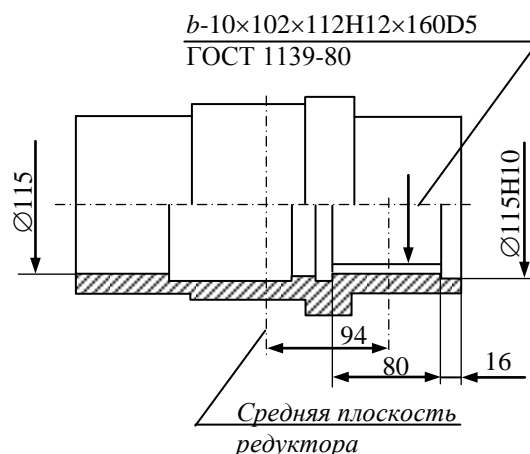 b-10×102×112H12×160D5
ГОСТ 1139-80
∅115
∅115H10
94
80
16
Средняя плоскость
редуктора